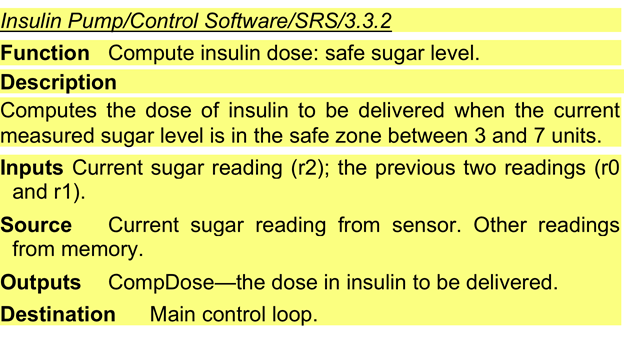 Insulin Pump/Control Software/SRS/3.3.2
Function Compute insulin dose: safe sugar level.
Description
Computes the dose of insulin to be delivered when the current
measured sugar level is in the safe zone between 3 and 7 units.
Inputs Current sugar reading (r2); the previous two readings (r0
and r1).
Source Current sugar reading from sensor. Other readings
from memory.
Outputs CompDose—the dose in insulin to be delivered.
Destination Main control loop.